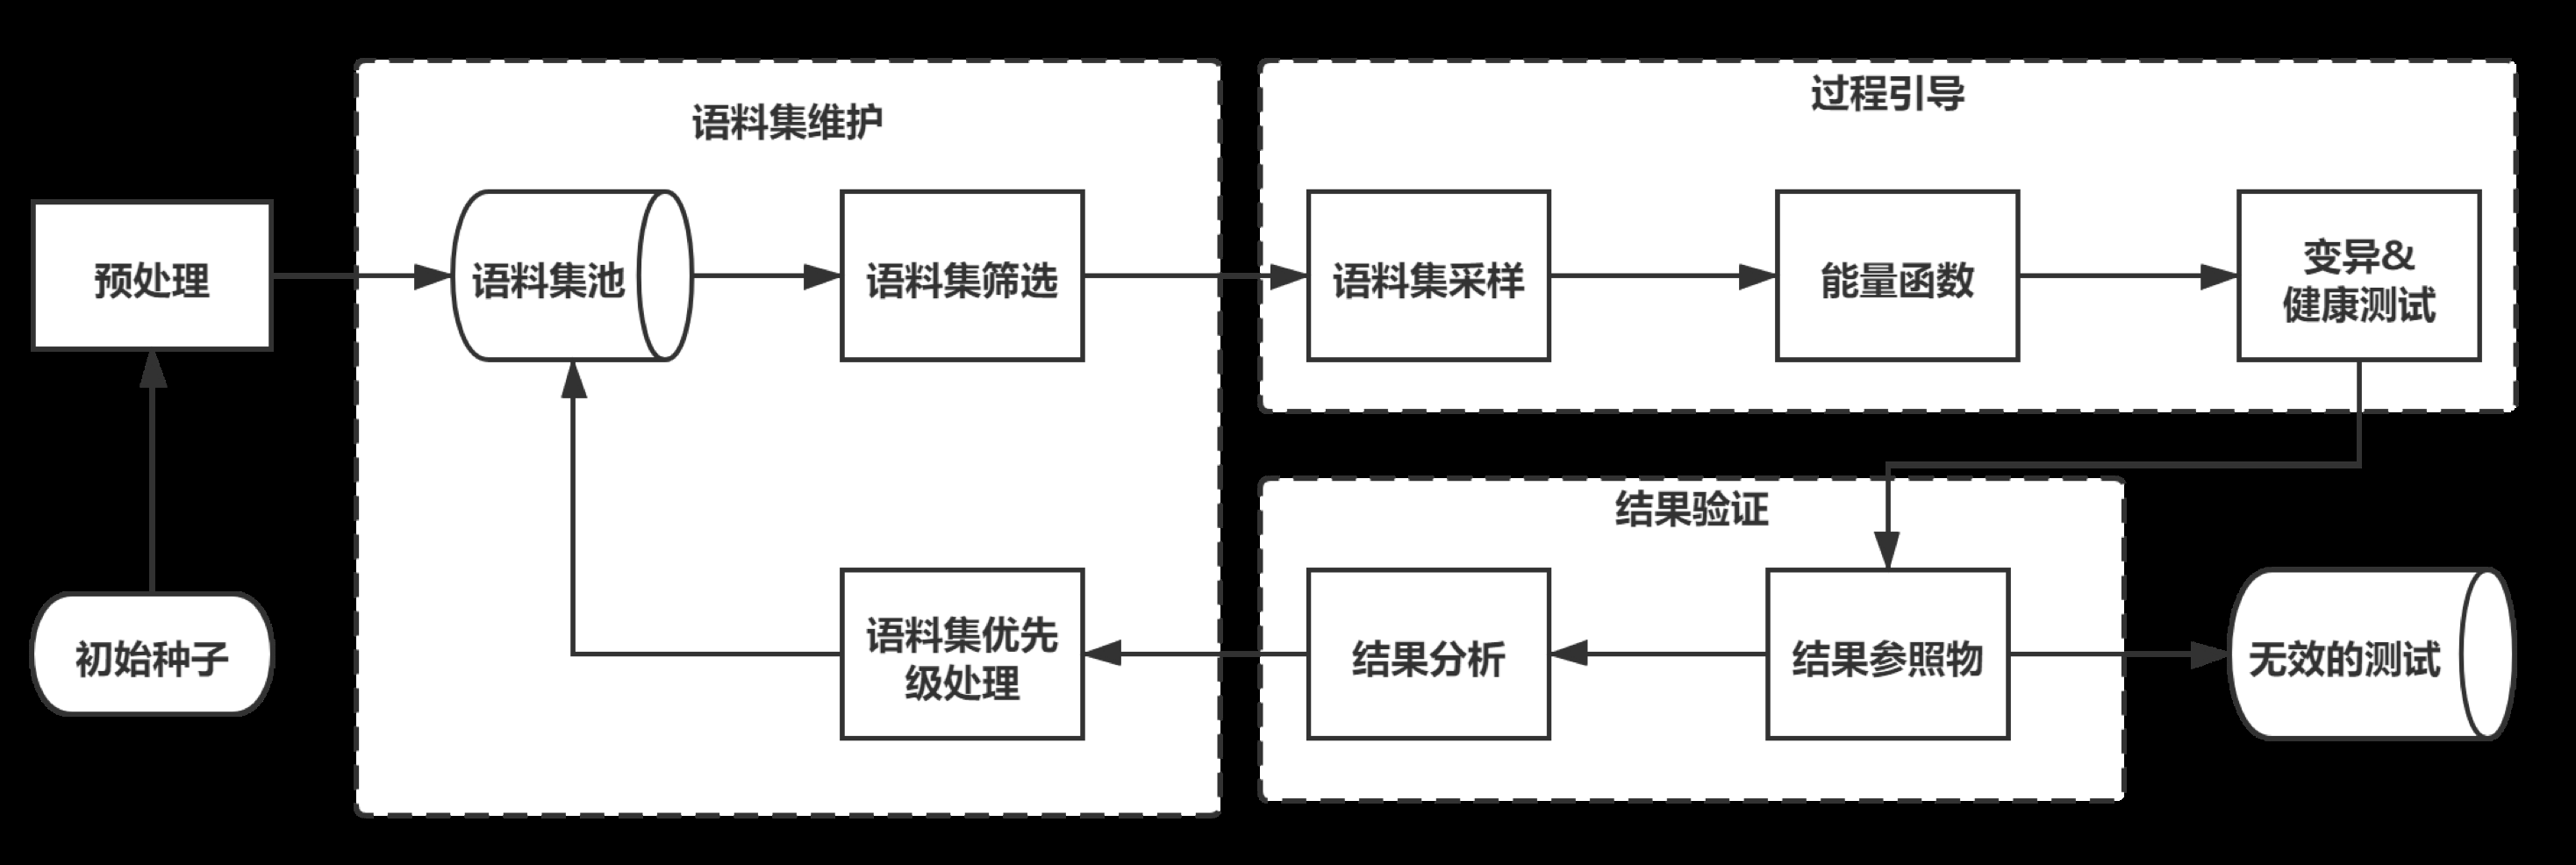 语料集维护
过程引导
预处理
语料集池
语料集筛选
语料集采样
能量函数
变异&
健康测试
结果验证
初始种子
语料集优先
级处理
结果分析
结果参照物
无效的测试